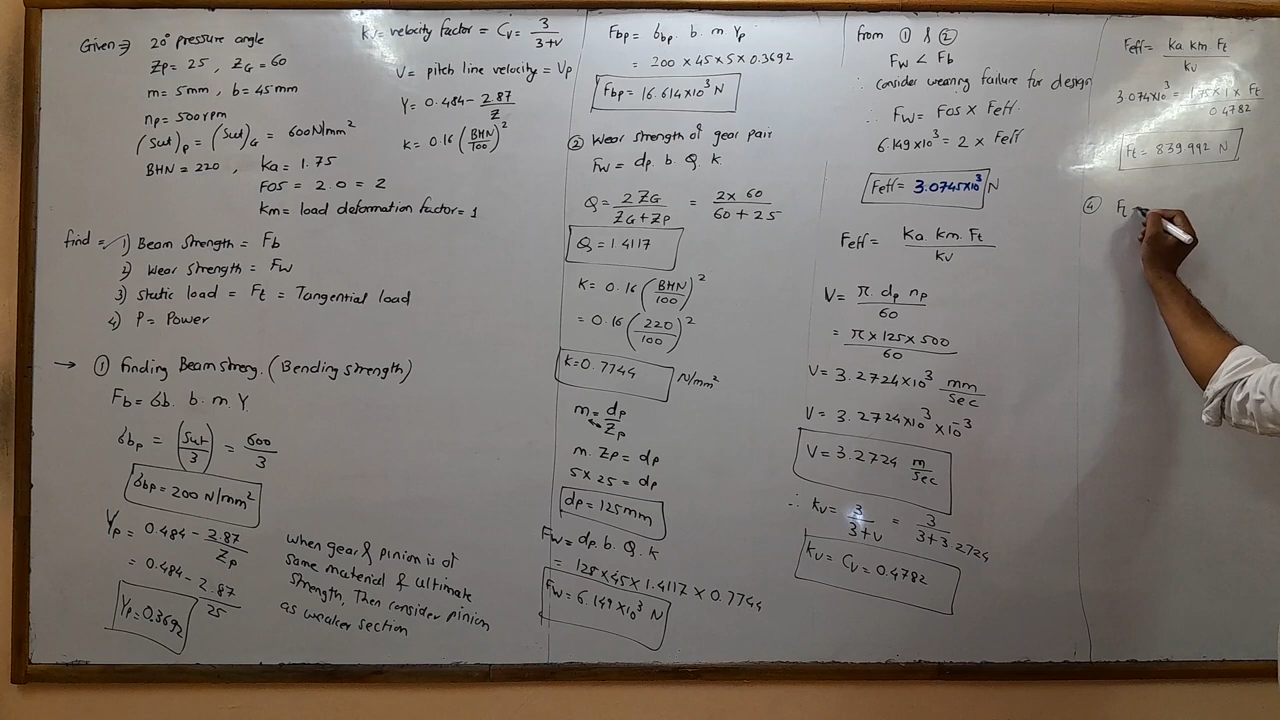 Given ⇒ 20° pressure angle
Zp = 25 , ZG = 60
m = 5mm , b = 45mm
np = 500rpm
(Sut)p = (Sut)G = 600N/mm²
BHN = 220 , Ka = 1.75
FOS = 2.0 = 2
Km = load deformation factor = 1
Kv = velocity factor = Cv = 3/(3+v)
V = pitch line velocity = Vp
Y = 0.484 - 2.87/Z
K = 0.16 (BHN/100)²
find = 1) Beam strength = Fb
2) Wear strength = Fw
3) Static load = Ft = Tangential load
4) P = Power
→ ① Finding Beam streng. (Bending strength)
Fb = σb. b. m. Y.
σbp = (Sut/3) = 600/3
σbp = 200 N/mm²
Yp = 0.484 - 2.87/Zp
= 0.484 - 2.87/25
Yp = 0.3692
when gear & pinion is of
same material & ultimate
strength, Then consider pinion
as weaker section
Fbp = σbp. b. m Yp
= 200 × 45 × 5 × 0.3692
Fbp = 16.614×10³ N
② Wear strength of gear pair
Fw = dp. b. Q. K.
Q = 2 ZG/(ZG + Zp) = 2 × 60/(60 + 25)
Q = 1.4117
K = 0.16 (BHN/100)²
= 0.16 (220/100)²
K = 0.7744 N/mm²
m = dp/Zp
m. Zp = dp
5 × 25 = dp
dp = 125mm
Fw = dp. b. Q. K
= 125 × 45 × 1.4117 × 0.7744
Fw = 6.149 × 10³ N
from ① & ②
Fw < Fb
∴ consider wearing failure for design
∴ Fw = FOS × Feff.
6.149×10³ = 2 × Feff
Feff = 3.0745×10³ N
Feff = Ka. Km. Ft/Kv
V = π. dp np/60
= π × 125 × 500/60
V = 3.2724×10³ mm/sec
V = 3.2724×10³ × 10⁻³
V = 3.2724 m/sec
∴ Kv = 3/(3+v) = 3/(3+3.2724)
Kv = Cv = 0.4782
Feff = Ka. Km. Ft/Kv
3.074×10³ = 1.75×1 × Ft/0.4782
Ft = 839.992 N
④ Ft